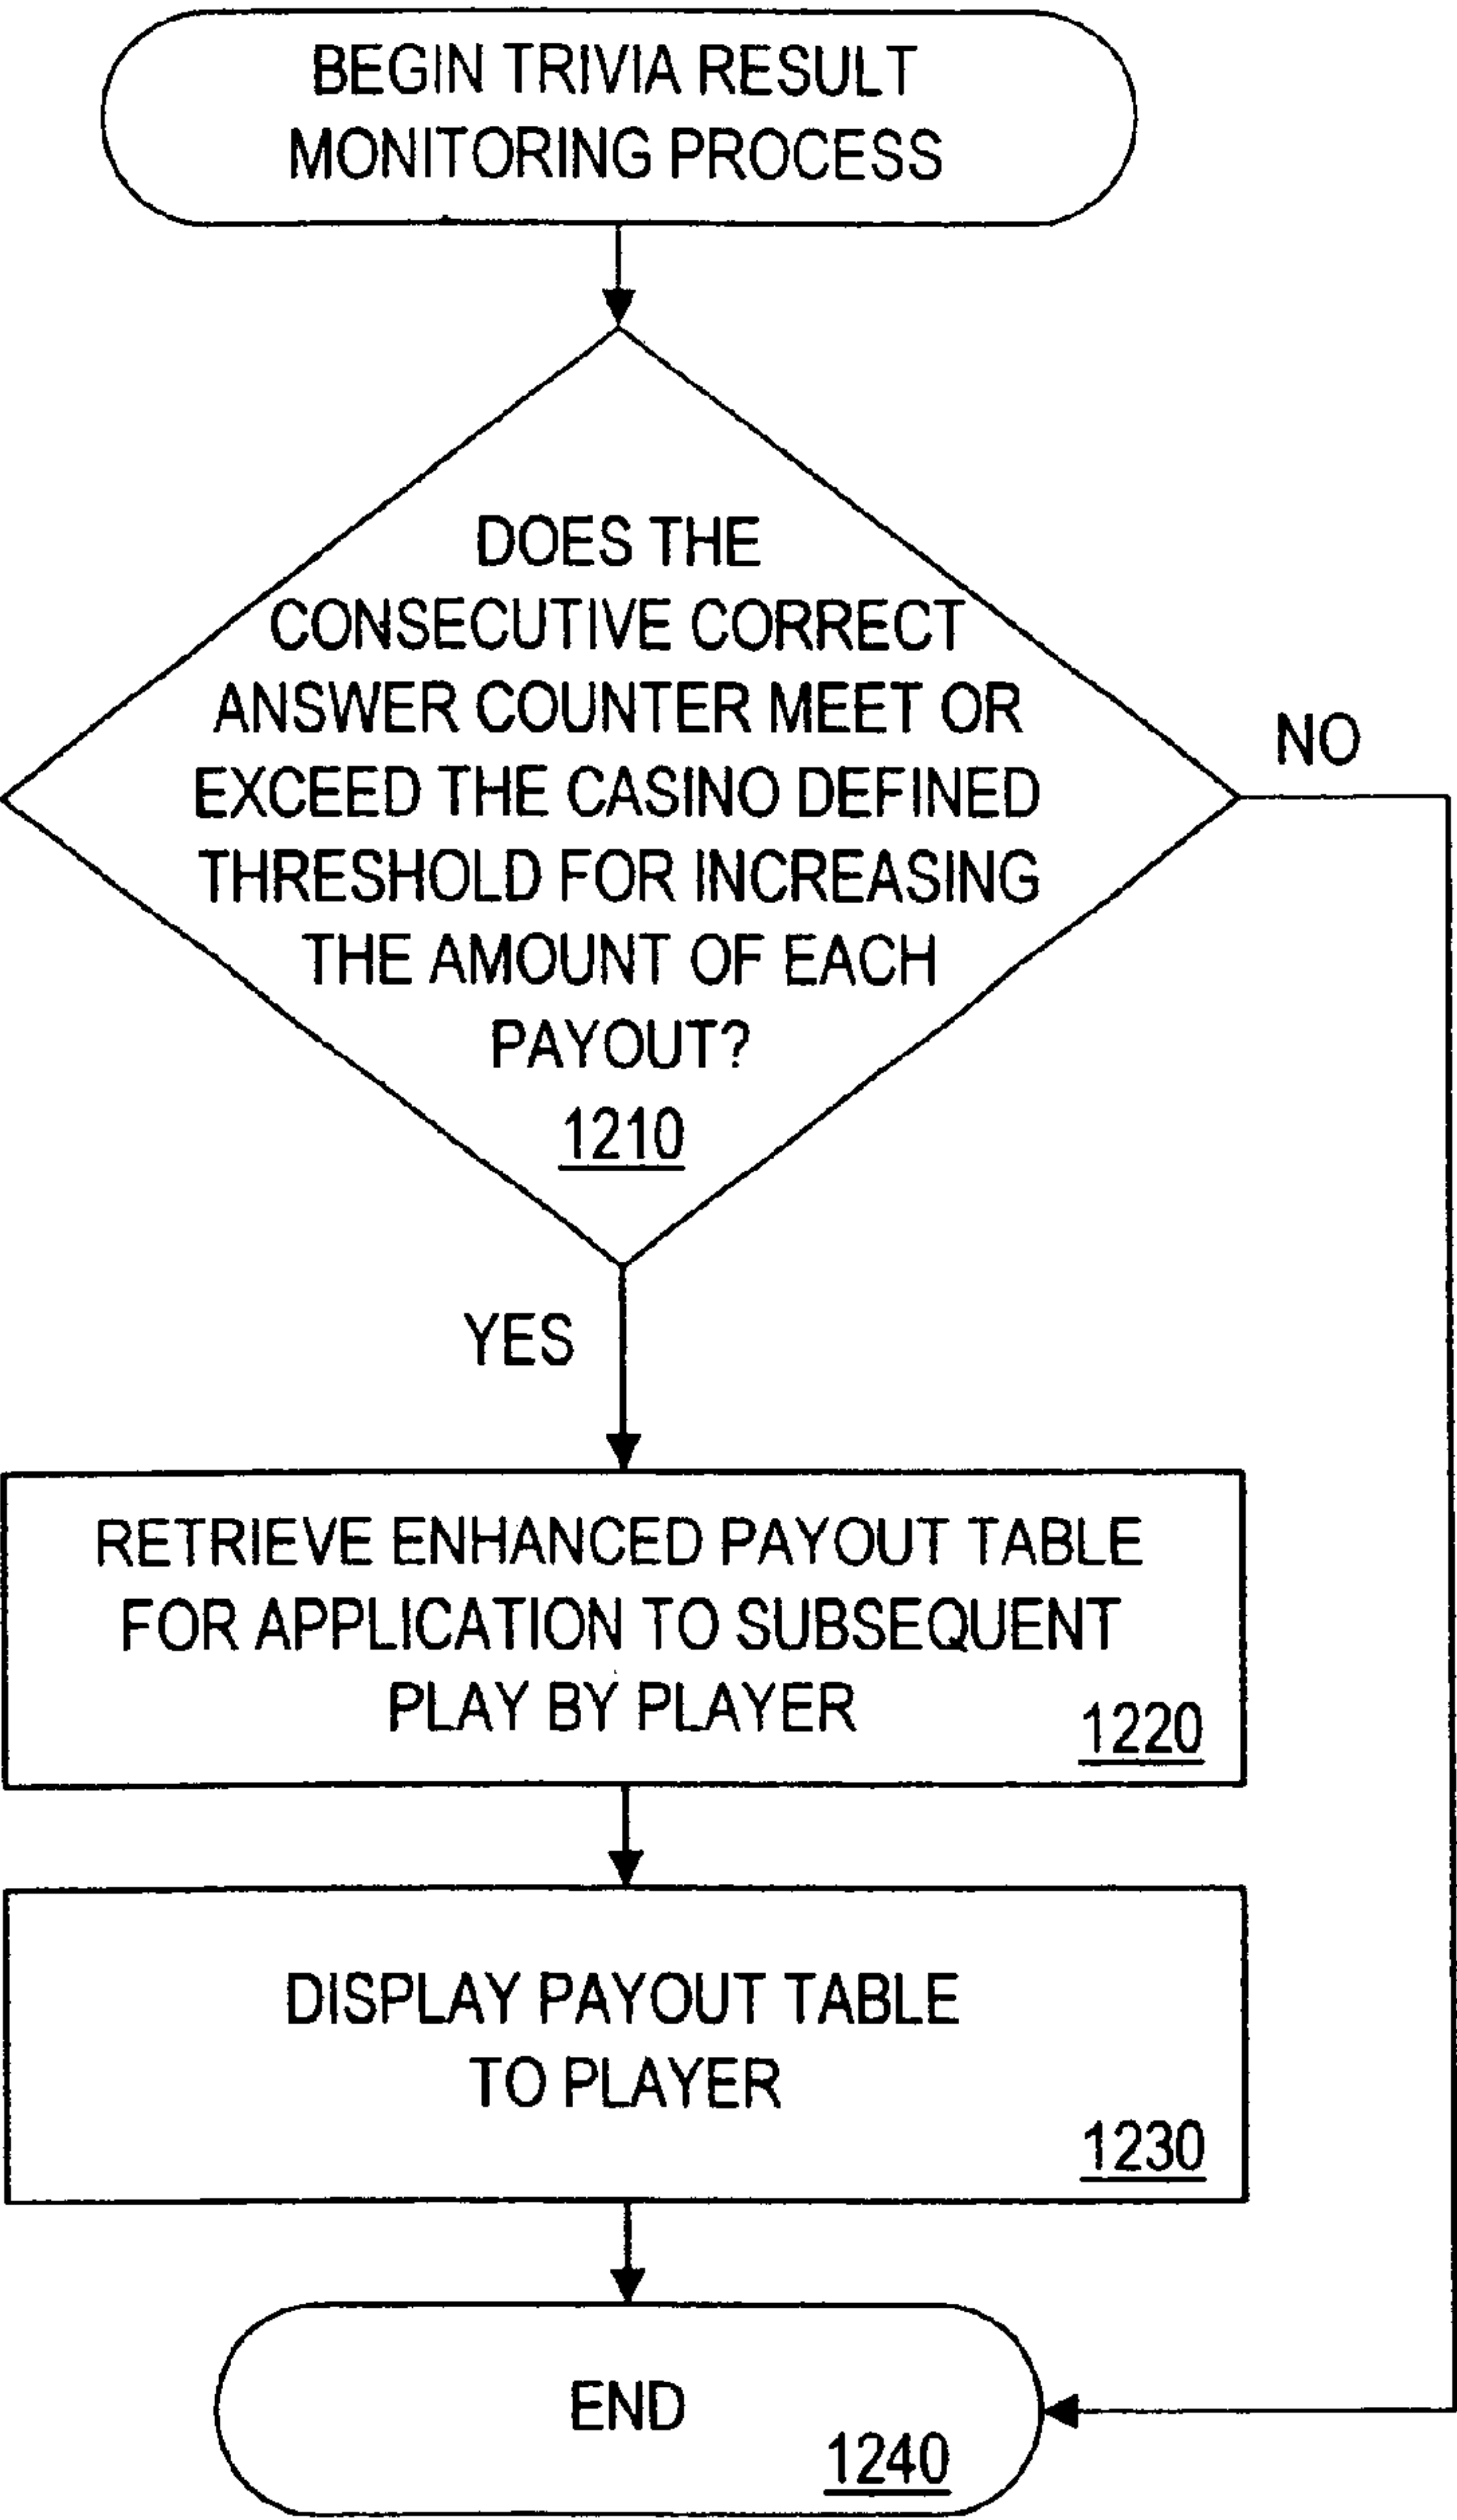 BEGIN TRIVIA RESULT
MONITORING PROCESS
DOES THE
CONSECUTIVE CORRECT
ANSWER COUNTER MEET OR
EXCEED THE CASINO DEFINED
THRESHOLD FOR INCREASING
THE AMOUNT OF EACH
PAYOUT?
1210
NO
YES
RETRIEVE ENHANCED PAYOUT TABLE
FOR APPLICATION TO SUBSEQUENT
PLAY BY PLAYER
1220
DISPLAY PAYOUT TABLE
TO PLAYER
1230
END
1240